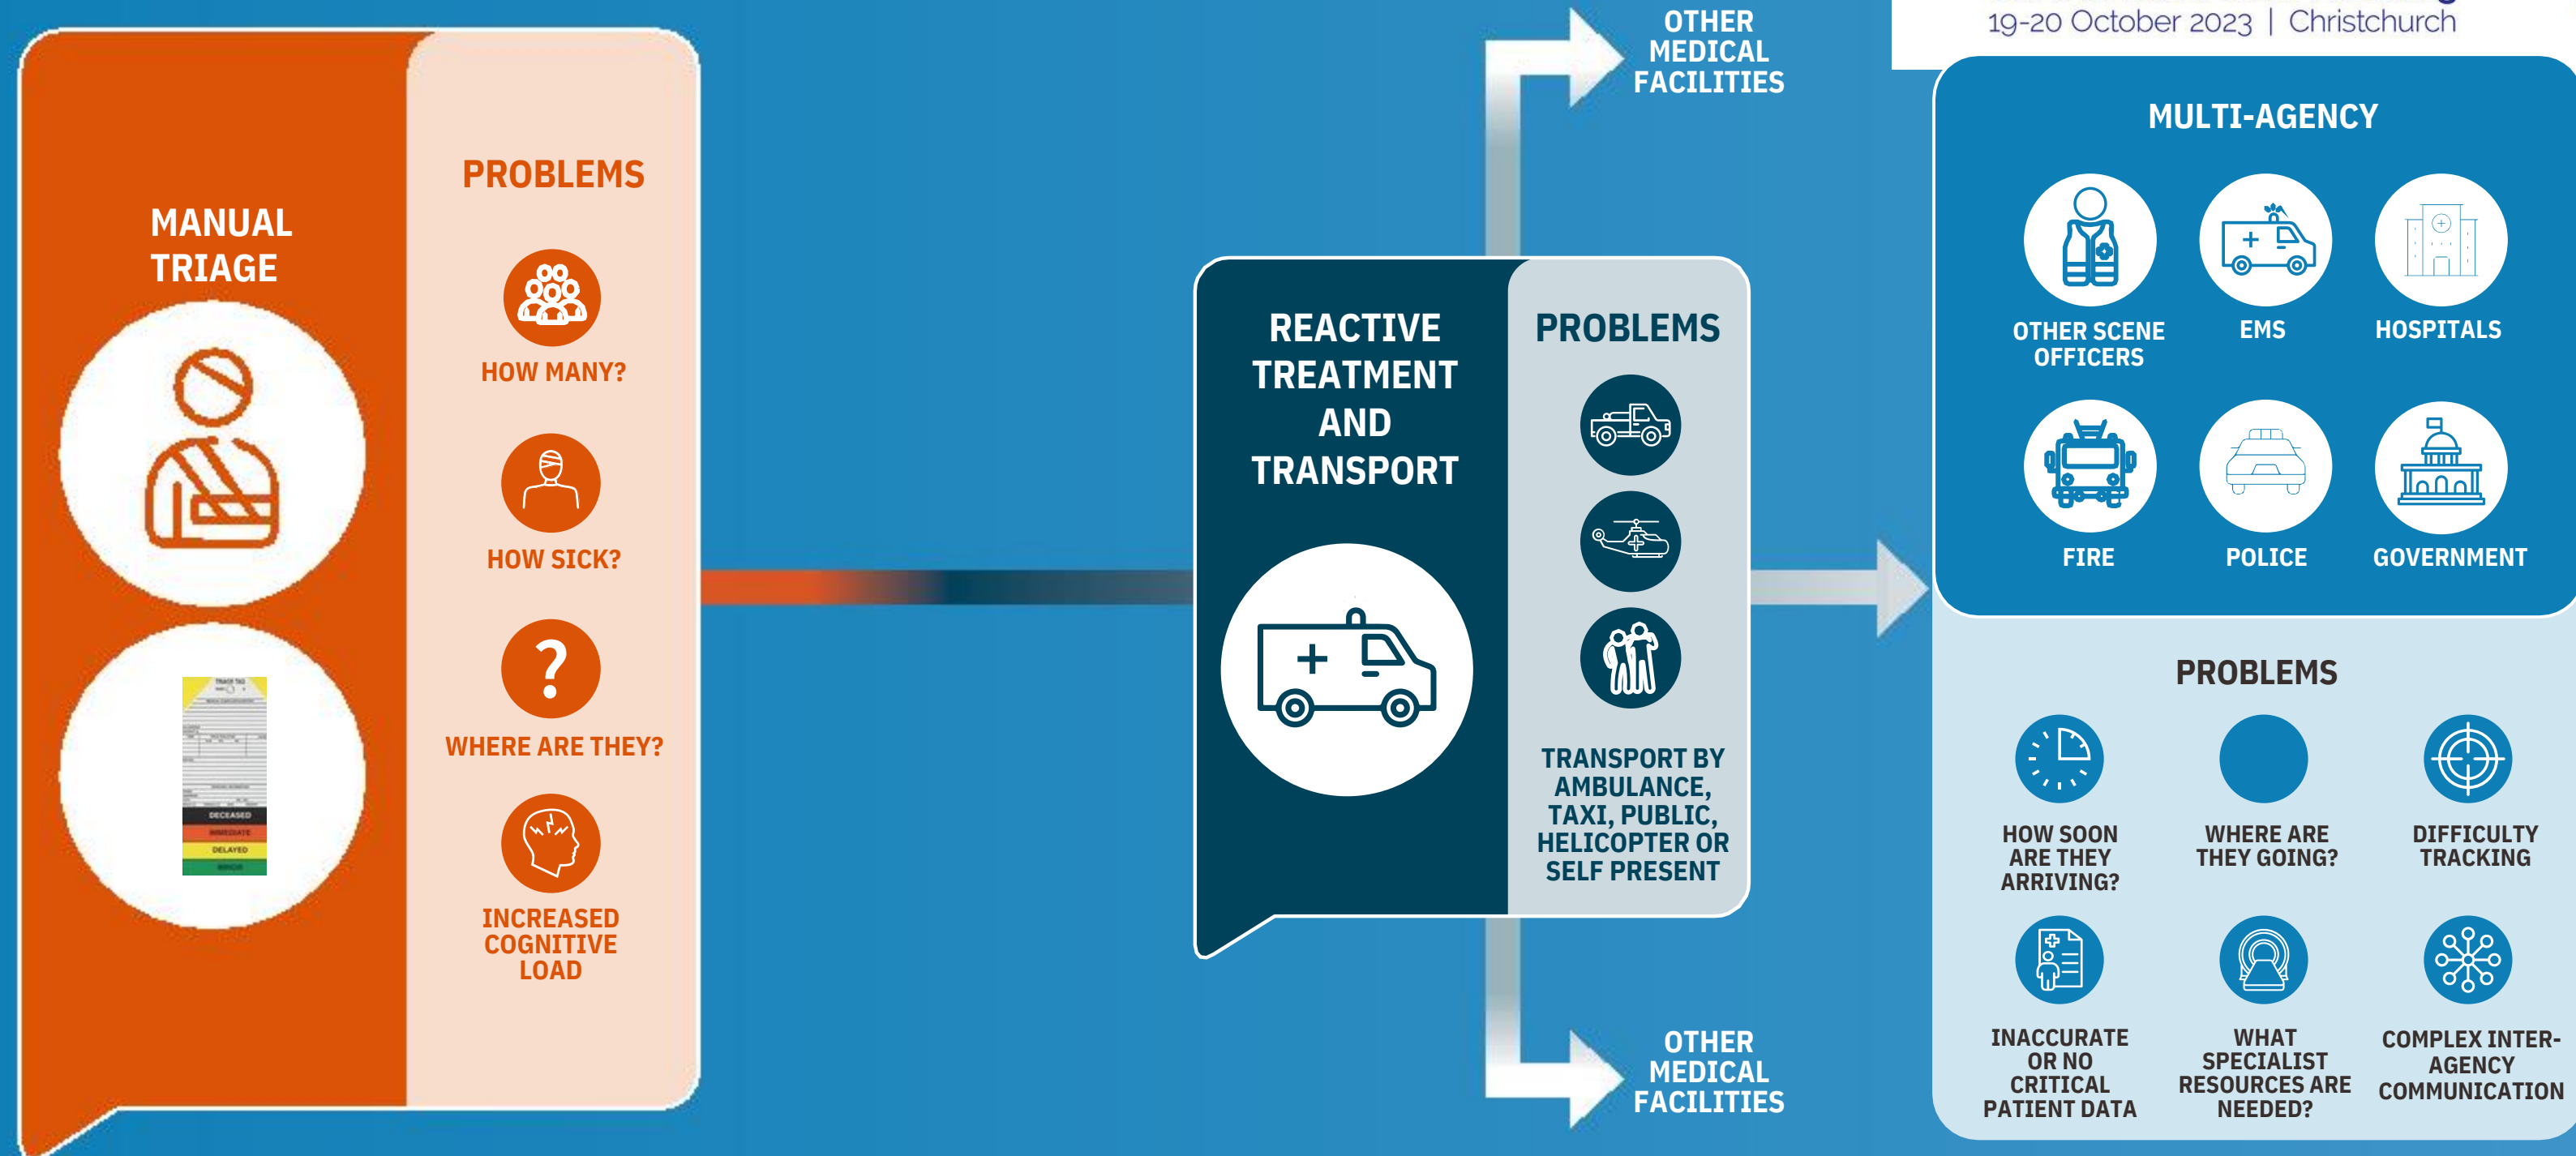 19-20 October 2023 | Christchurch
MANUAL
TRIAGE
TRIAGE TAG
DECEASED
IMMEDIATE
DELAYED
MINOR
PROBLEMS
HOW MANY?
HOW SICK?
?
WHERE ARE THEY?
INCREASED
COGNITIVE
LOAD
OTHER
MEDICAL
FACILITIES
REACTIVE
TREATMENT
AND
TRANSPORT
PROBLEMS
TRANSPORT BY
AMBULANCE,
TAXI, PUBLIC,
HELICOPTER OR
SELF PRESENT
OTHER
MEDICAL
FACILITIES
MULTI-AGENCY
OTHER SCENE
OFFICERS
EMS
HOSPITALS
FIRE
POLICE
GOVERNMENT
PROBLEMS
HOW SOON
ARE THEY
ARRIVING?
WHERE ARE
THEY GOING?
DIFFICULTY
TRACKING
INACCURATE
OR NO
CRITICAL
PATIENT DATA
WHAT
SPECIALIST
RESOURCES ARE
NEEDED?
COMPLEX INTER-
AGENCY
COMMUNICATION